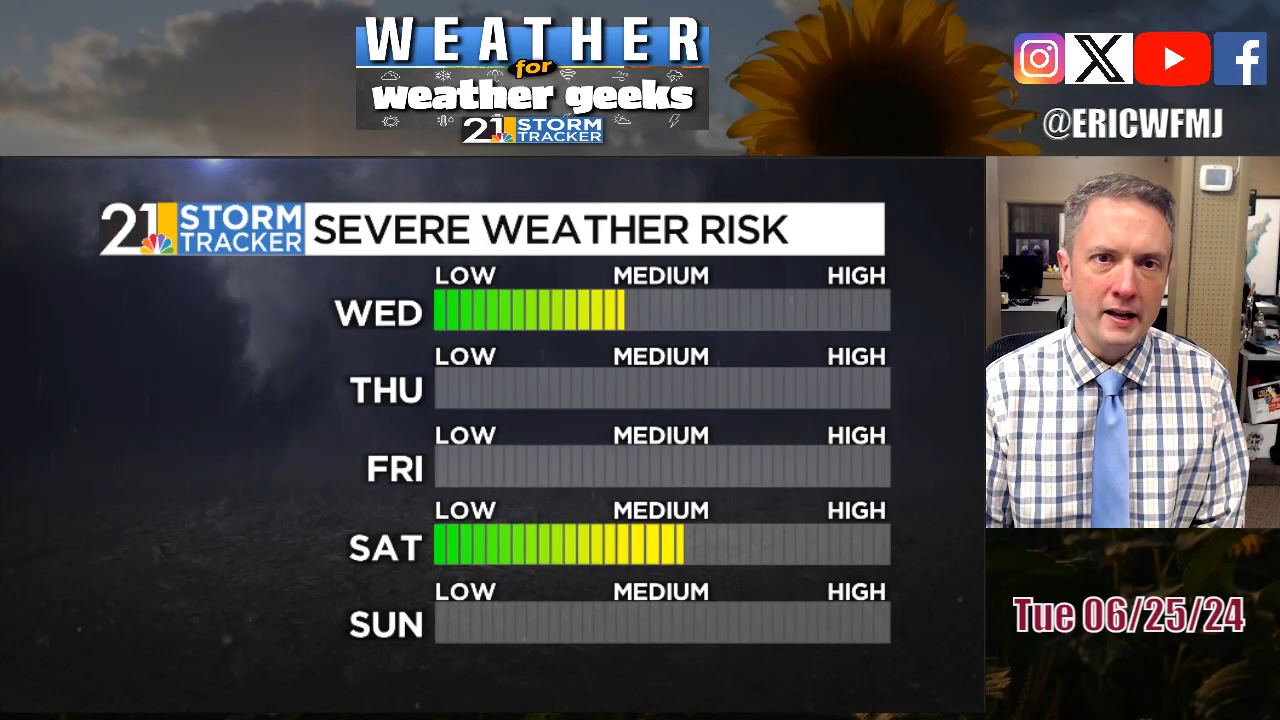 WEATHER
for
weather geeks
21 STORM
TRACKER
@ERICWFMJ
21 STORM
TRACKER
SEVERE WEATHER RISK
LOW MEDIUM HIGH
WED
LOW MEDIUM HIGH
THU
LOW MEDIUM HIGH
FRI
LOW MEDIUM HIGH
SAT
LOW MEDIUM HIGH
SUN
Tue 06/25/24